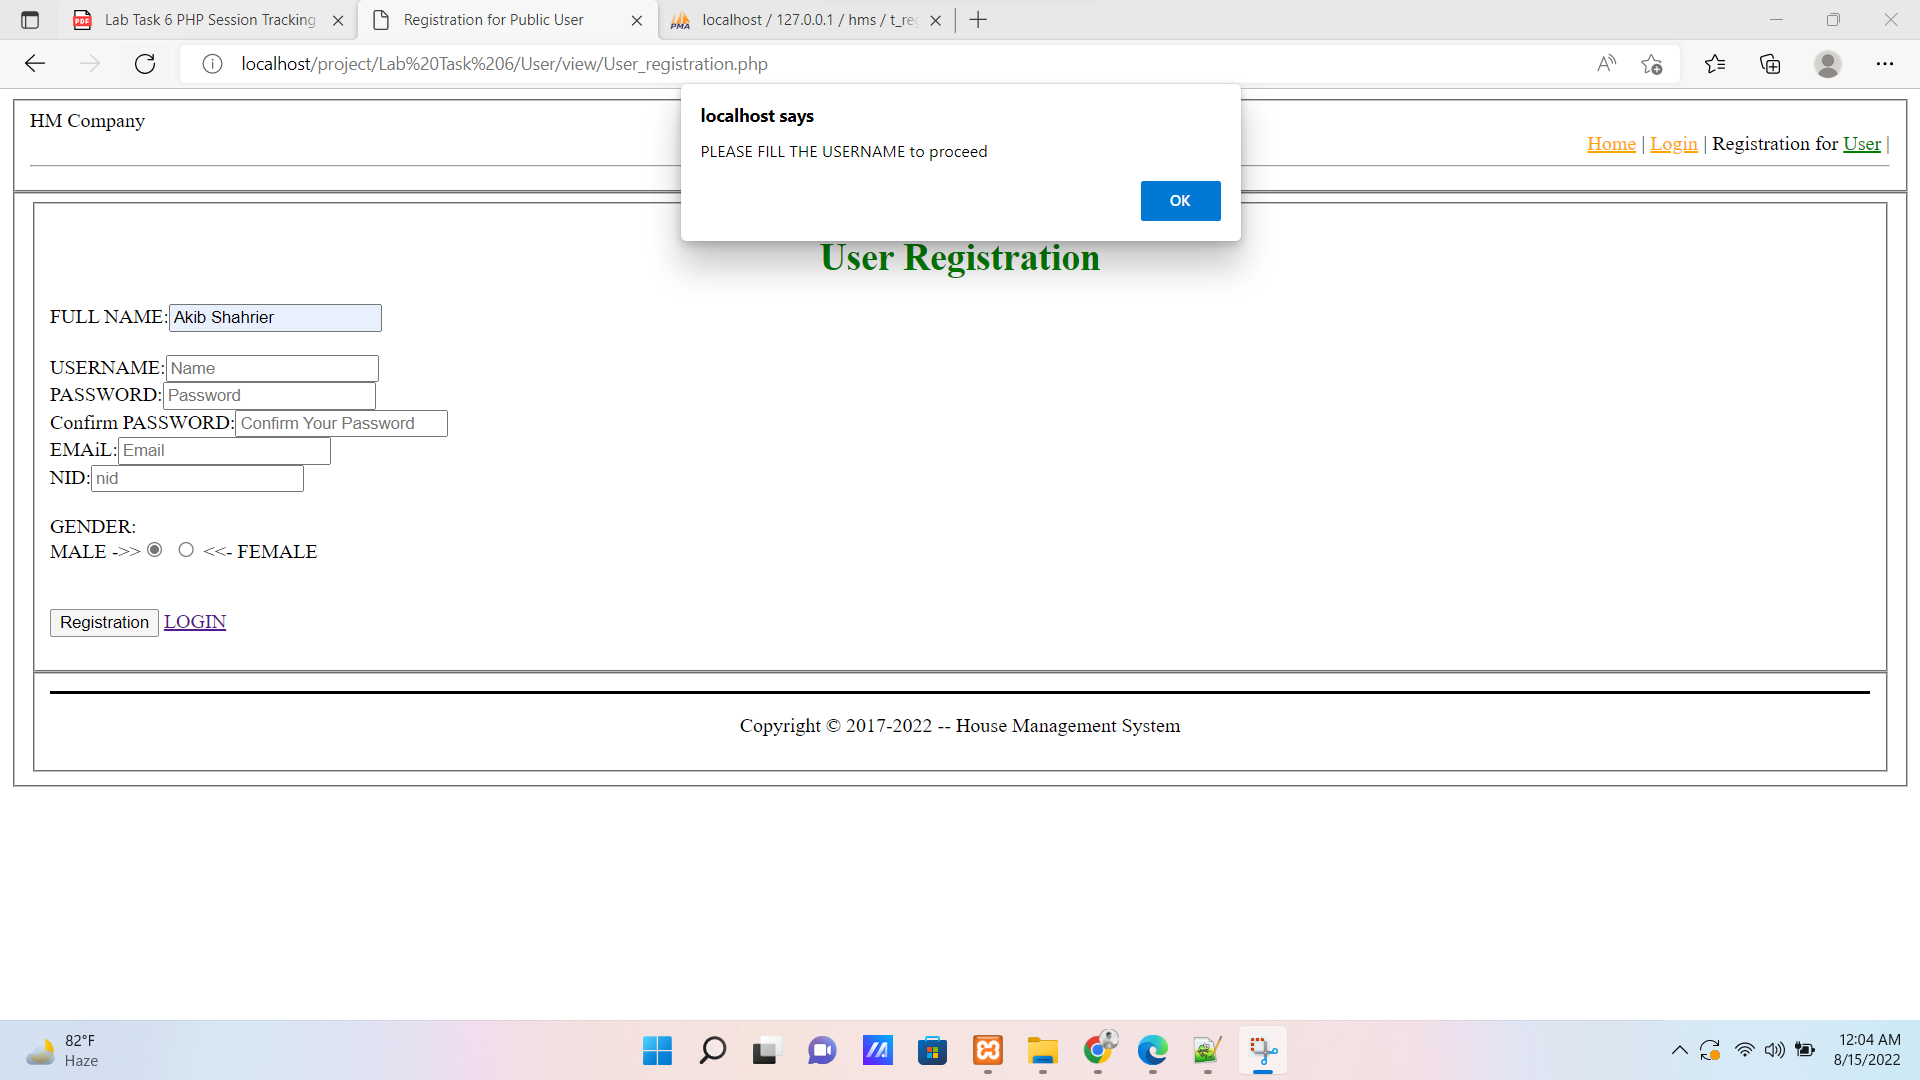 Lab Task 6 PHP Session Tracking
Registration for Public User
localhost / 127.0.0.1 / hms / t_reg
localhost/project/Lab%20Task%206/User/view/User_registration.php
localhost says
PLEASE FILL THE USERNAME to proceed
OK
HM Company
Home | Login | Registration for User |
User Registration
FULL NAME: Akib Shahrier
USERNAME: Name
PASSWORD: Password
Confirm PASSWORD: Confirm Your Password
EMAiL: Email
NID: nid
GENDER:
MALE ->> <<- FEMALE
Registration LOGIN
Copyright © 2017-2022 -- House Management System
82°F
Haze
12:04 AM
8/15/2022